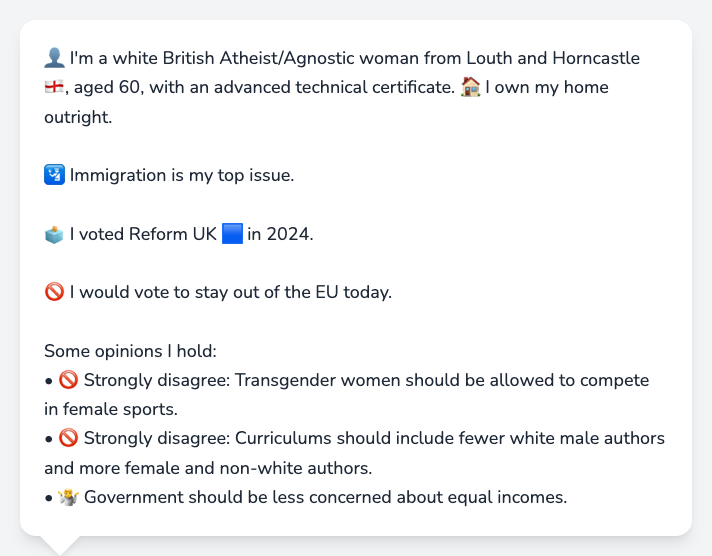 👤 I'm a white British Atheist/Agnostic woman from Louth and Horncastle
🏴󠁧󠁢󠁥󠁮󠁧󠁿, aged 60, with an advanced technical certificate. 🏠 I own my home
outright.
🛂 Immigration is my top issue.
🗳️ I voted Reform UK 🟦 in 2024.
🚫 I would vote to stay out of the EU today.
Some opinions I hold:
• 🚫 Strongly disagree: Transgender women should be allowed to compete
in female sports.
• 🚫 Strongly disagree: Curriculums should include fewer white male authors
and more female and non-white authors.
• 🤷 Government should be less concerned about equal incomes.